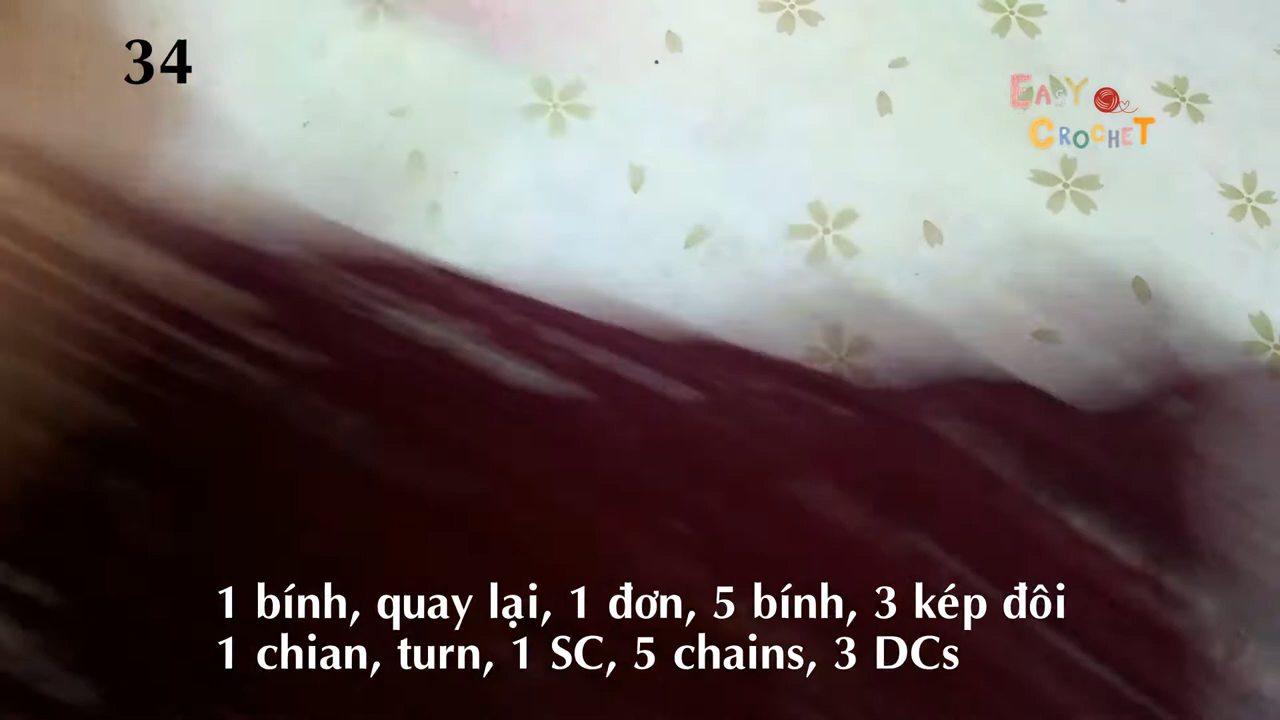 34
EASY
CROCHET
1 bính, quay lại, 1 đơn, 5 bính, 3 kép đôi
1 chian, turn, 1 SC, 5 chains, 3 DCs